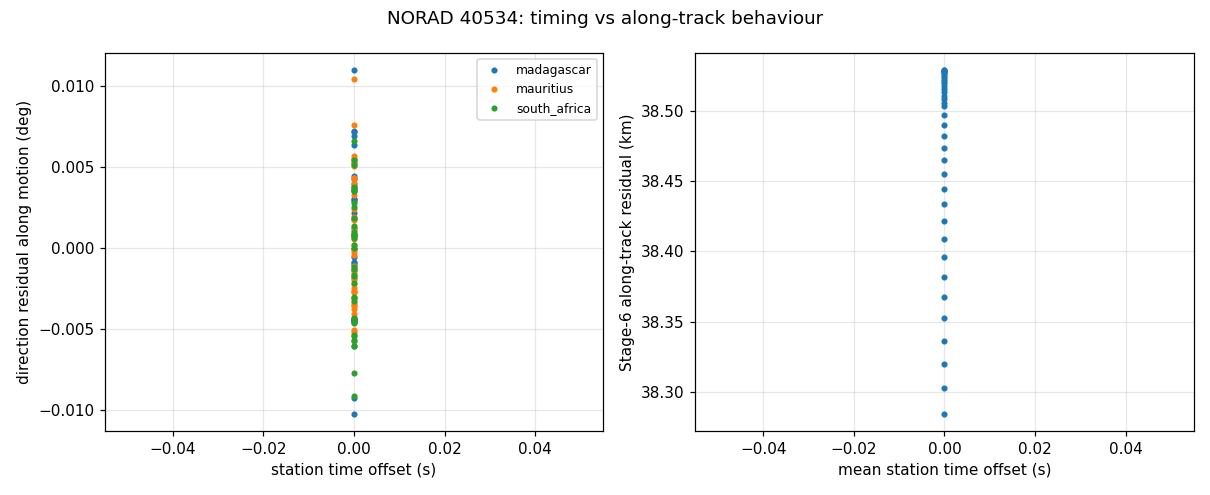 NORAD 40534: timing vs along-track behaviour
direction residual along motion (deg)
0.010
0.005
0.000
−0.005
−0.010
madagascar
mauritius
south_africa
−0.04
−0.02
0.00
0.02
0.04
station time offset (s)
Stage-6 along-track residual (km)
38.50
38.45
38.40
38.35
38.30
−0.04
−0.02
0.00
0.02
0.04
mean station time offset (s)